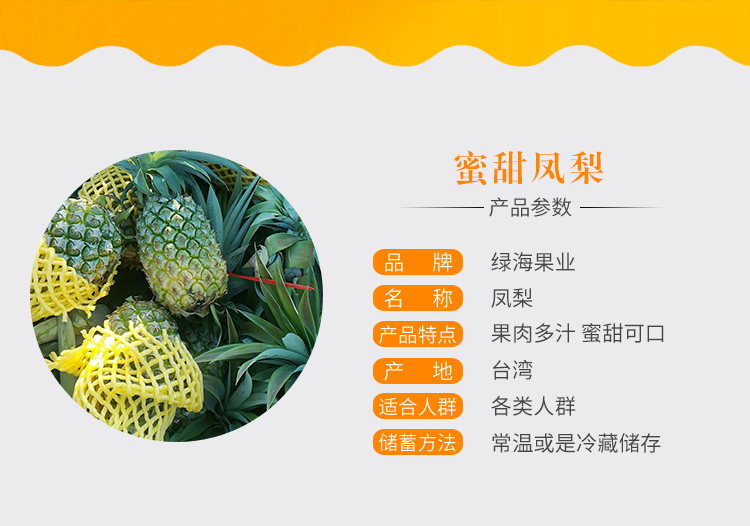 蜜甜凤梨
产品参数
品 牌 绿海果业
名 称 凤梨
产品特点 果肉多汁 蜜甜可口
产 地 台湾
适合人群 各类人群
储蓄方法 常温或是冷藏储存